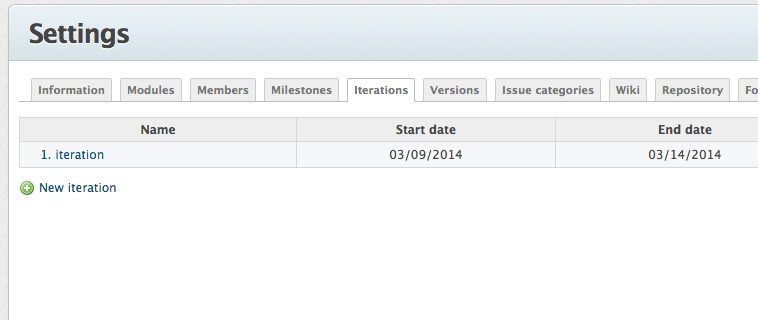 Settings
Information Modules Members Milestones Iterations Versions Issue categories Wiki Repository Fo
Name Start date End date
1. iteration 03/09/2014 03/14/2014
New iteration